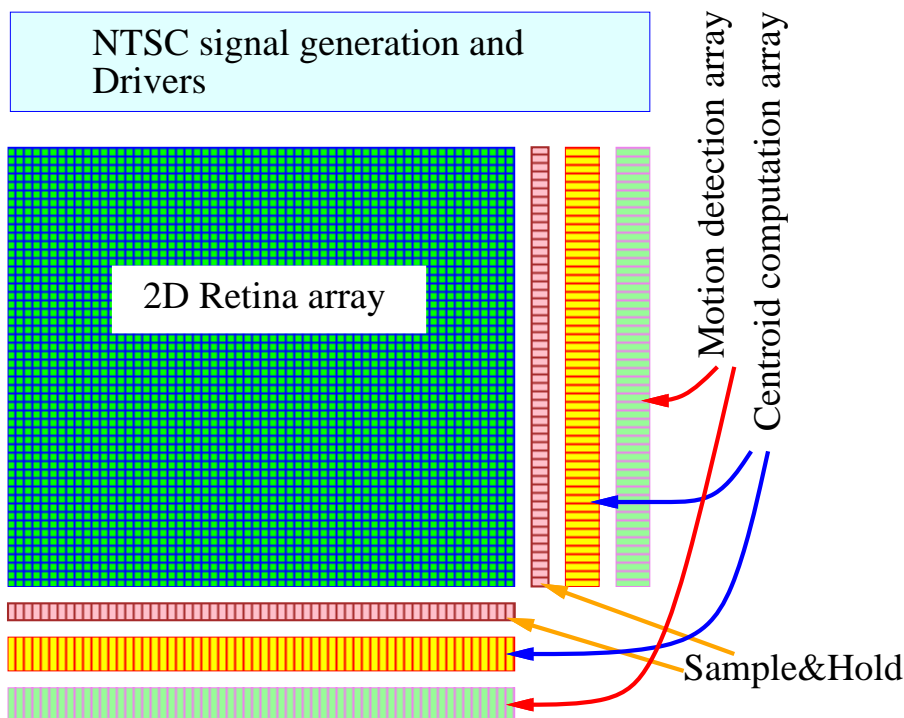 NTSC signal generation and
Drivers
2D Retina array
Motion detection array
Centroid computation array
Sample&Hold